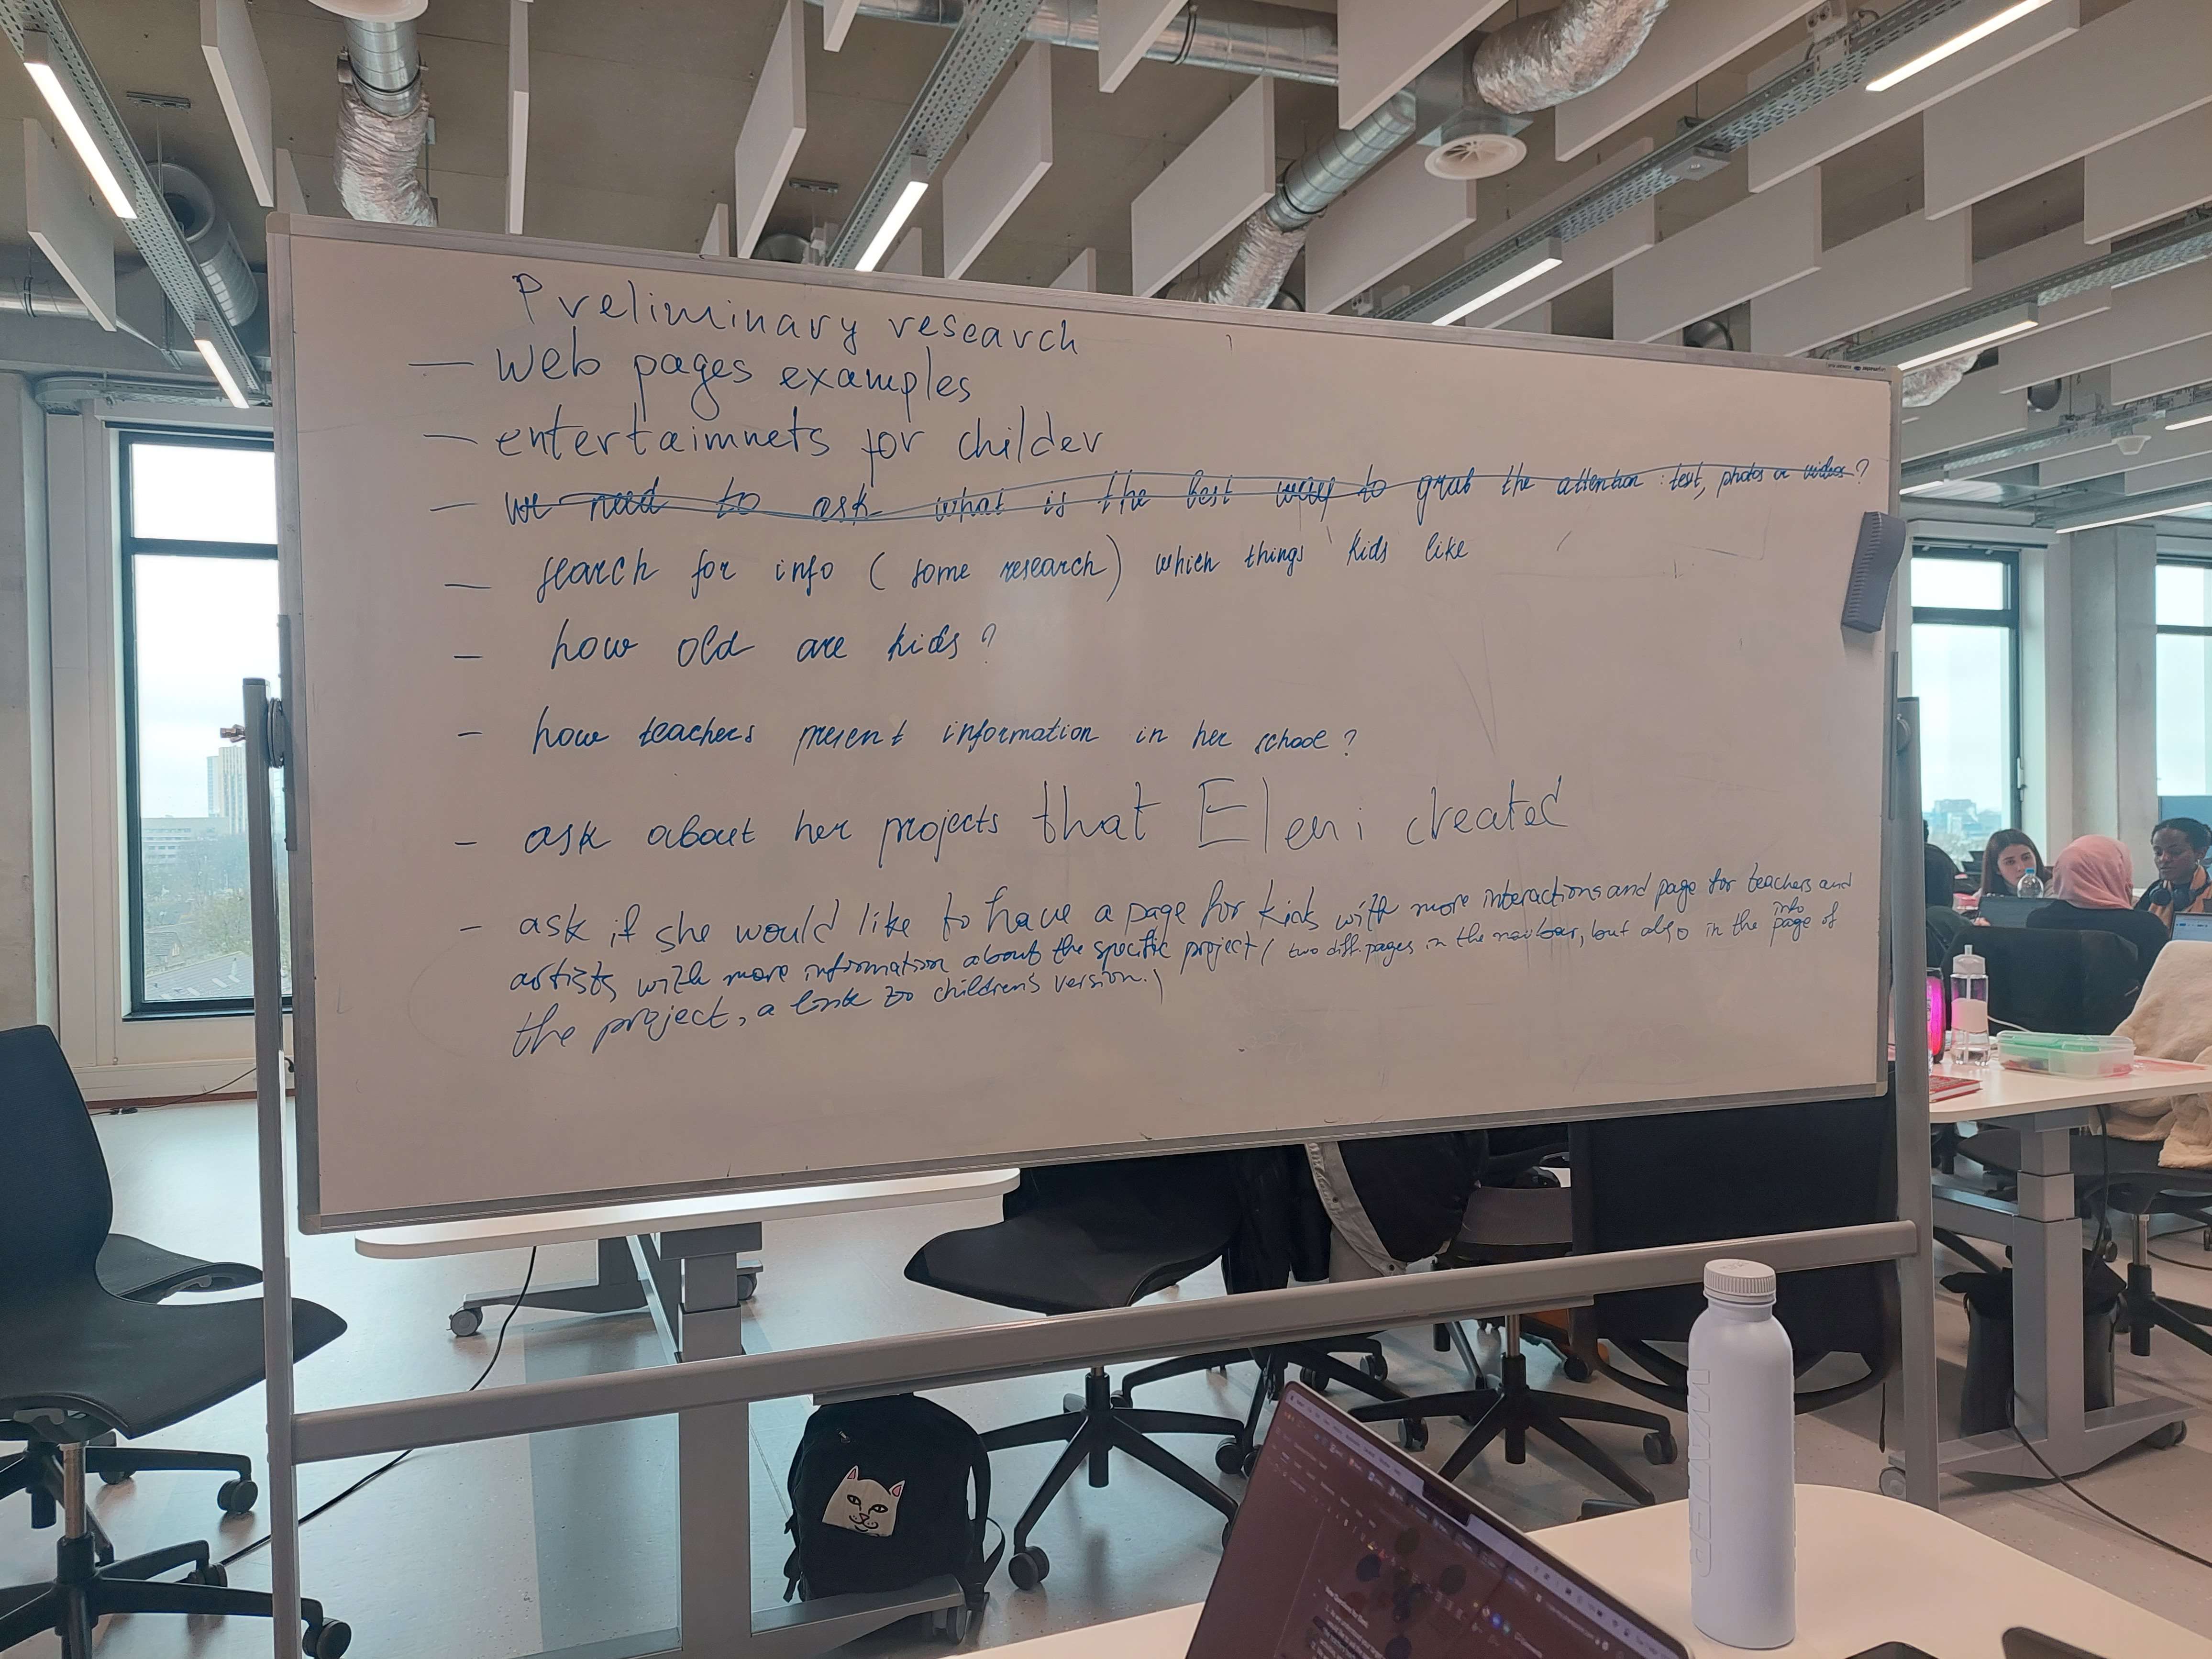 Preliminary research
— web pages examples
— entertaimnets for childer
— we need to ask what is the best way to grab the attention : text, photos or videos?
— search for info (some research) which things kids like
— how old are kids?
— how teachers present information in her school?
— ask about her projects that Eleni created
— ask if she would like to have a page for kids with more interactions and page for teachers and
artists with more information about the specific project ( two diff. pages in the navbar, but also in the info page of
the project, a link to children's version.)
WATER